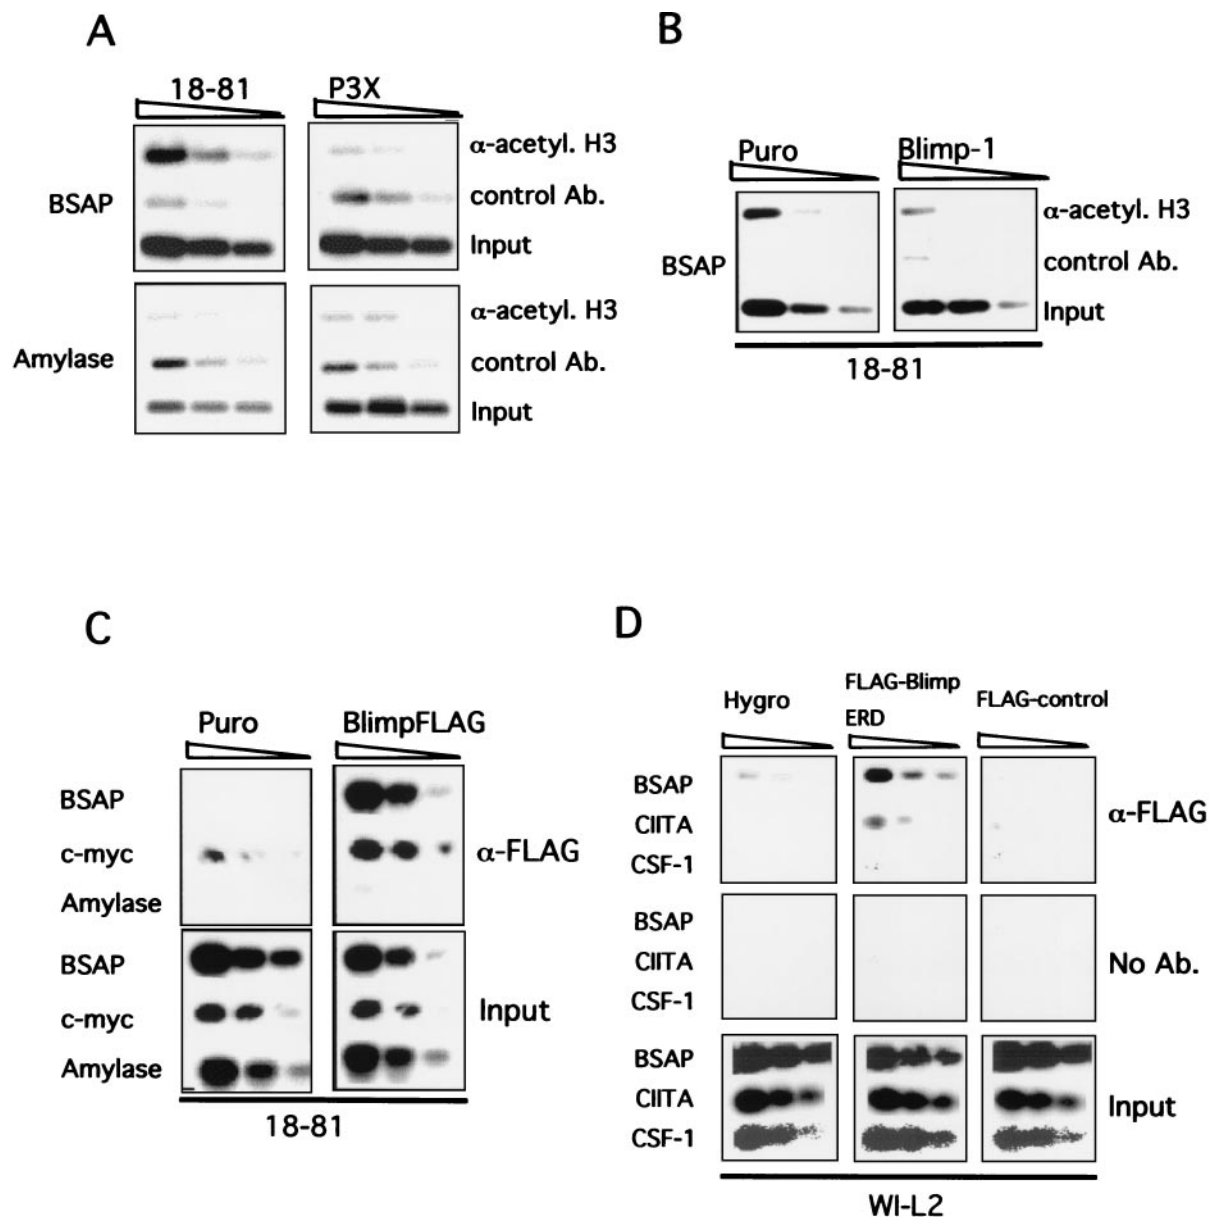 A
18-81
P3X
BSAP
α-acetyl. H3
control Ab.
Input
Amylase
α-acetyl. H3
control Ab.
Input
B
Puro
Blimp-1
BSAP
α-acetyl. H3
control Ab.
Input
18-81
C
Puro
BlimpFLAG
BSAP
c-myc
Amylase
α-FLAG
BSAP
c-myc
Amylase
Input
18-81
D
Hygro
FLAG-Blimp
ERD
FLAG-control
BSAP
CIITA
CSF-1
α-FLAG
BSAP
CIITA
CSF-1
No Ab.
BSAP
CIITA
CSF-1
Input
WI-L2